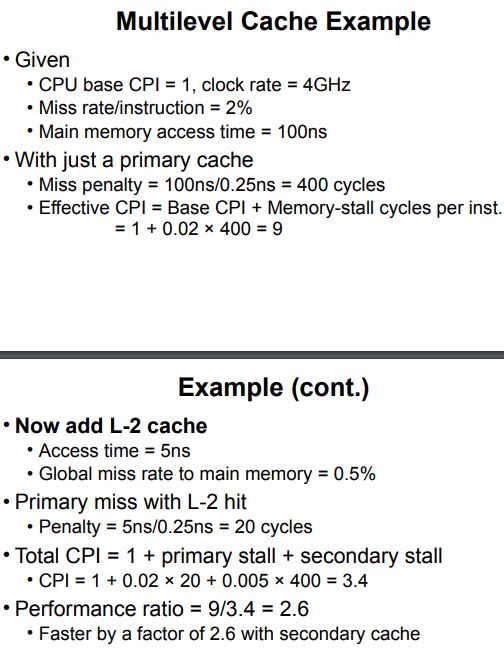 Multilevel Cache Example
• Given
• CPU base CPI = 1, clock rate = 4GHz
• Miss rate/instruction = 2%
• Main memory access time = 100ns
• With just a primary cache
• Miss penalty = 100ns/0.25ns = 400 cycles
• Effective CPI = Base CPI + Memory-stall cycles per inst.
= 1 + 0.02 × 400 = 9
Example (cont.)
• Now add L-2 cache
• Access time = 5ns
• Global miss rate to main memory = 0.5%
• Primary miss with L-2 hit
• Penalty = 5ns/0.25ns = 20 cycles
• Total CPI = 1 + primary stall + secondary stall
• CPI = 1 + 0.02 × 20 + 0.005 × 400 = 3.4
• Performance ratio = 9/3.4 = 2.6
• Faster by a factor of 2.6 with secondary cache